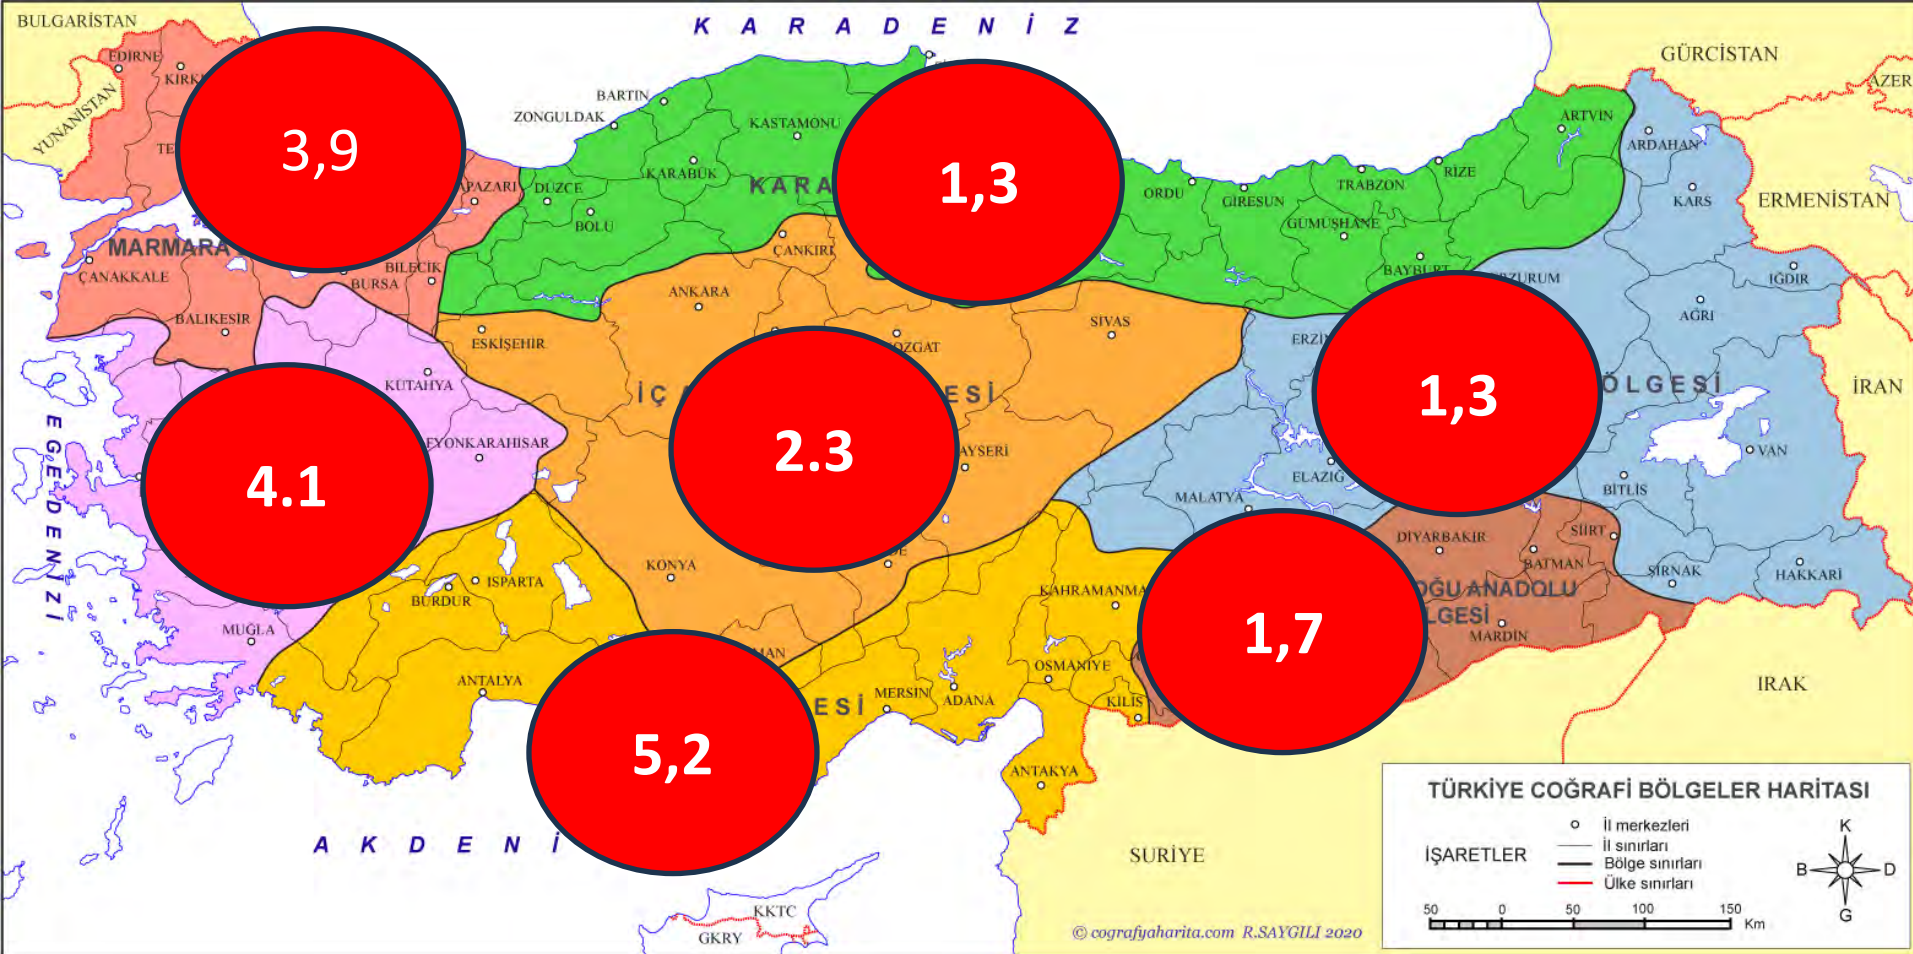 BULGARİSTAN
KARADENİZ
GÜRCİSTAN
EDİRNE
AZER
YUNANİSTAN
BARTIN
ZONGULDAK
KASTAMONU
ARTVİN
ARDAHAN
3,9
1,3
KARABÜK
DÜZCE
BOLU
ORDU
GİRESUN
TRABZON
RİZE
GÜMÜŞHANE
BAYBURT
KARS
ERMENİSTAN
MARMARA
ÇANAKKALE
BİLECİK
BURSA
ÇANKIRI
ANKARA
IĞDIR
AĞRI
BALIKESİR
ESKİŞEHİR
SİVAS
KÜTAHYA
1,3
İRAN
EGE DENİZİ
4.1
2.3
VAN
ELAZIĞ
BİTLİS
MALATYA
DİYARBAKIR
SİİRT
BATMAN
ŞIRNAK
HAKKARİ
KONYA
ISPARTA
BURDUR
MUĞLA
1,7
MARDİN
OSMANİYE
IRAK
ANTALYA
MERSİN
ADANA
KİLİS
5,2
ANTAKYA
SURİYE
KKTC
GKRY
TÜRKİYE COĞRAFİ BÖLGELER HARİTASI
İŞARETLER
İl merkezleri
İl sınırları
Bölge sınırları
Ülke sınırları
K
B D
G
50 0 50 100 150
Km
© cografyaharita.com R.SAYGILI 2020